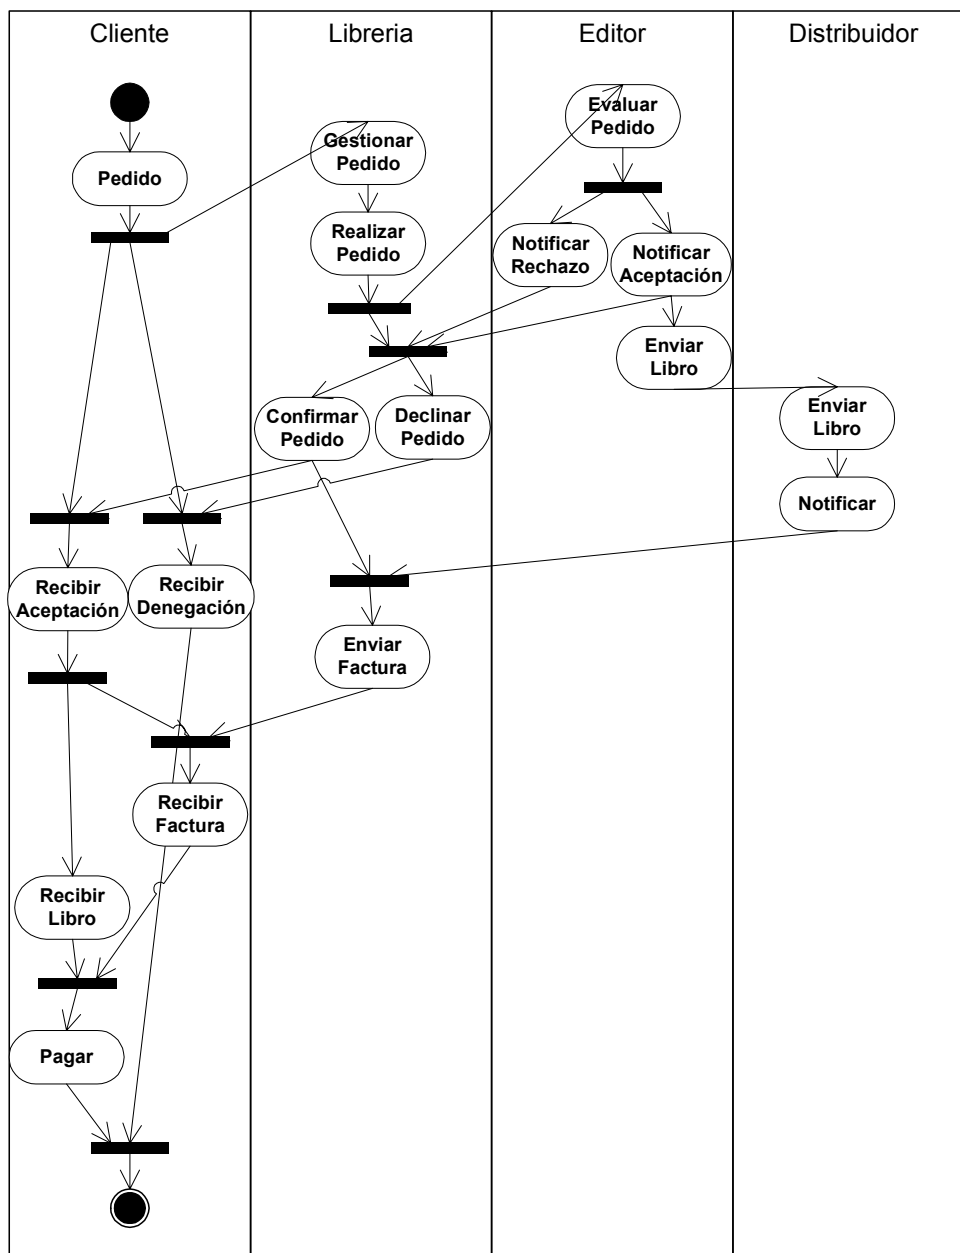 Cliente
Libreria
Editor
Distribuidor
Pedido
Gestionar
Pedido
Realizar
Pedido
Evaluar
Pedido
Notificar
Rechazo
Notificar
Aceptación
Enviar
Libro
Enviar
Libro
Notificar
Confirmar
Pedido
Declinar
Pedido
Recibir
Aceptación
Recibir
Denegación
Enviar
Factura
Recibir
Factura
Recibir
Libro
Pagar